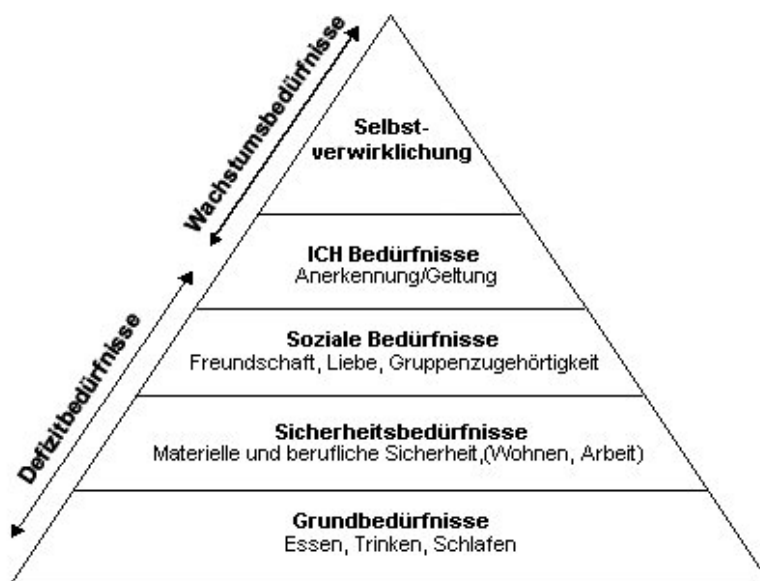 Wachstumsbedürfnisse
Defizitbedürfnisse
Selbst-
verwirklichung
ICH Bedürfnisse
Anerkennung/Geltung
Soziale Bedürfnisse
Freundschaft, Liebe, Gruppenzugehörtigkeit
Sicherheitsbedürfnisse
Materielle und berufliche Sicherheit,(Wohnen, Arbeit)
Grundbedürfnisse
Essen, Trinken, Schlafen